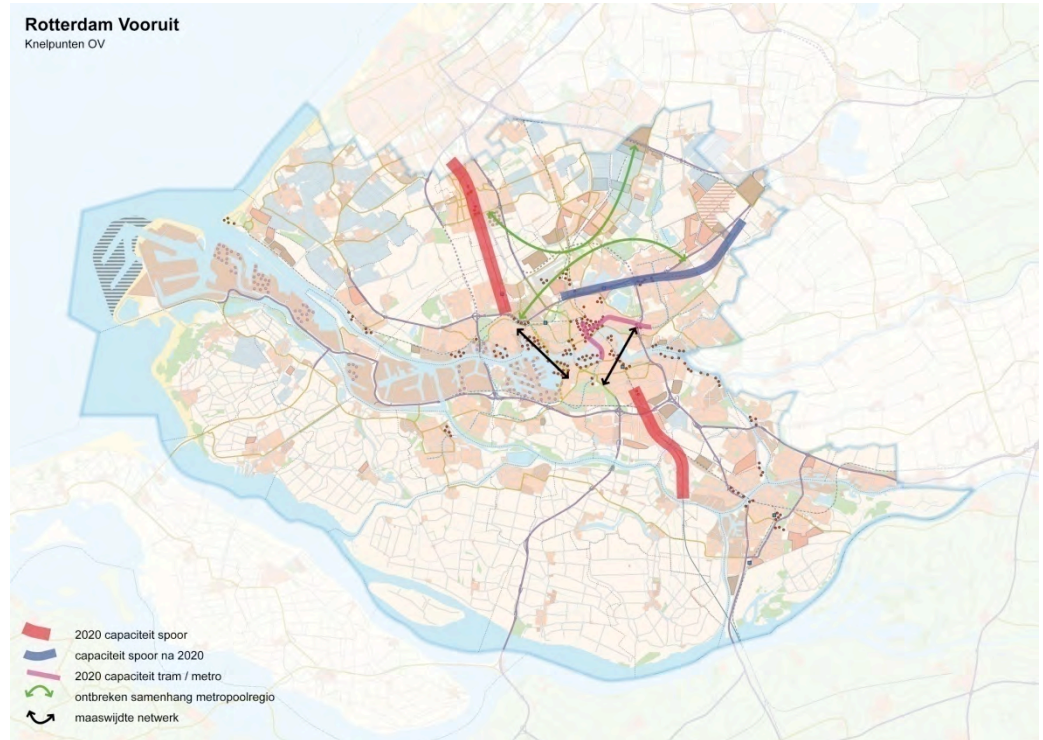 Rotterdam Vooruit
Knelpunten OV
2020 capaciteit spoor
capaciteit spoor na 2020
2020 capaciteit tram / metro
ontbreken samenhang metropoolregio
maaswijdte netwerk